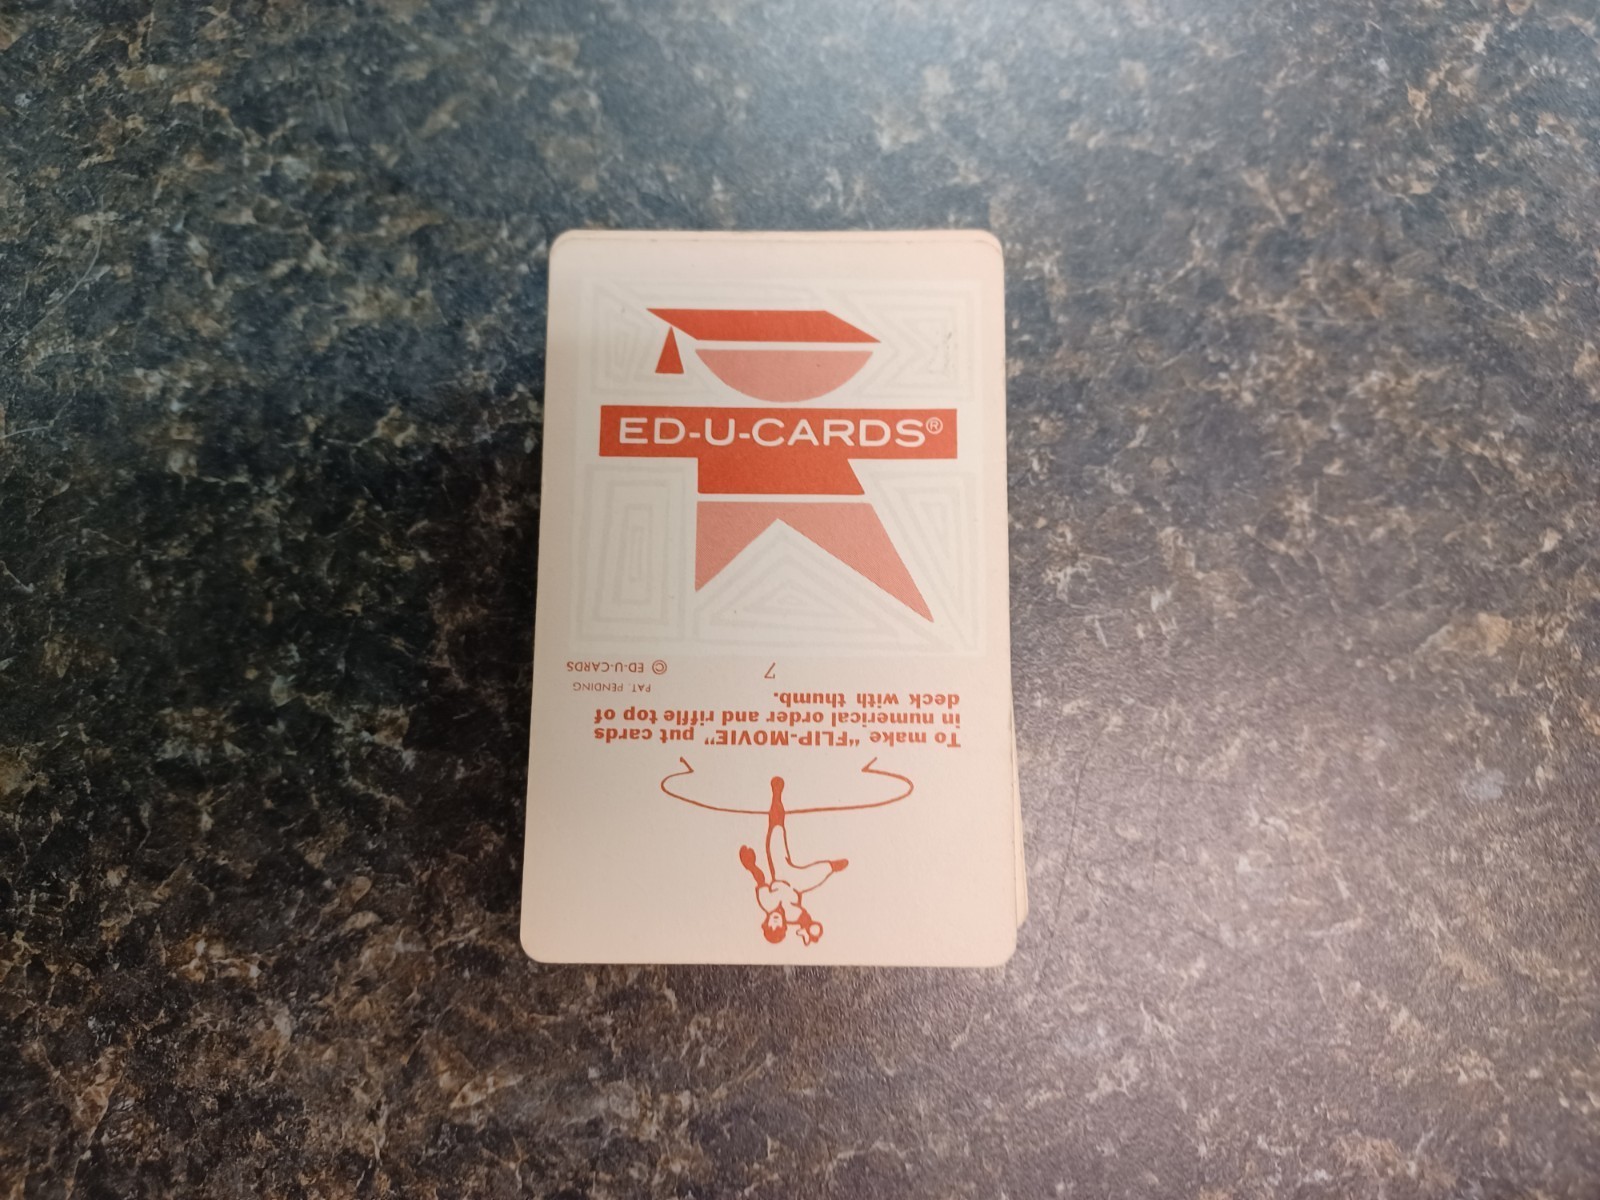 ED-U-CARDS®
To make "FLIP-MOVIE" put cards
in numerical order and riffle top of
deck with thumb.
PAT. PENDING
7
© ED-U-CARDS